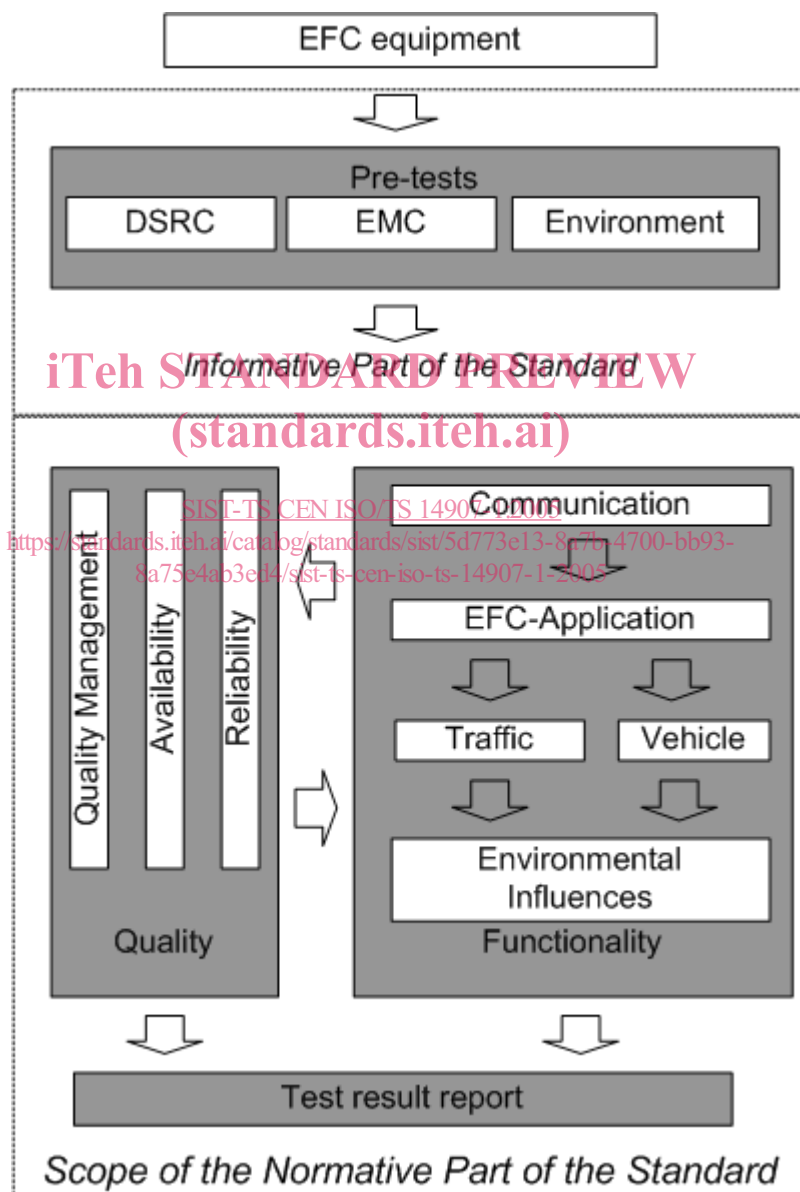 EFC equipment
Pre-tests
DSRC
EMC
Environment
Informative Part of the Standard
iTeh STANDARD PREVIEW
(standards.iteh.ai)
SIST-TS CEN ISO/TS 14907-1:2005
https://standards.iteh.ai/catalog/standards/sist/5d773e13-8a7b-4700-bb93-
8a75e4ab3ed4/sist-ts-cen-iso-ts-14907-1-2005
Quality Management
Availability
Reliability
Quality
Communication
EFC-Application
Traffic
Vehicle
Environmental
Influences
Functionality
Test result report
Scope of the Normative Part of the Standard